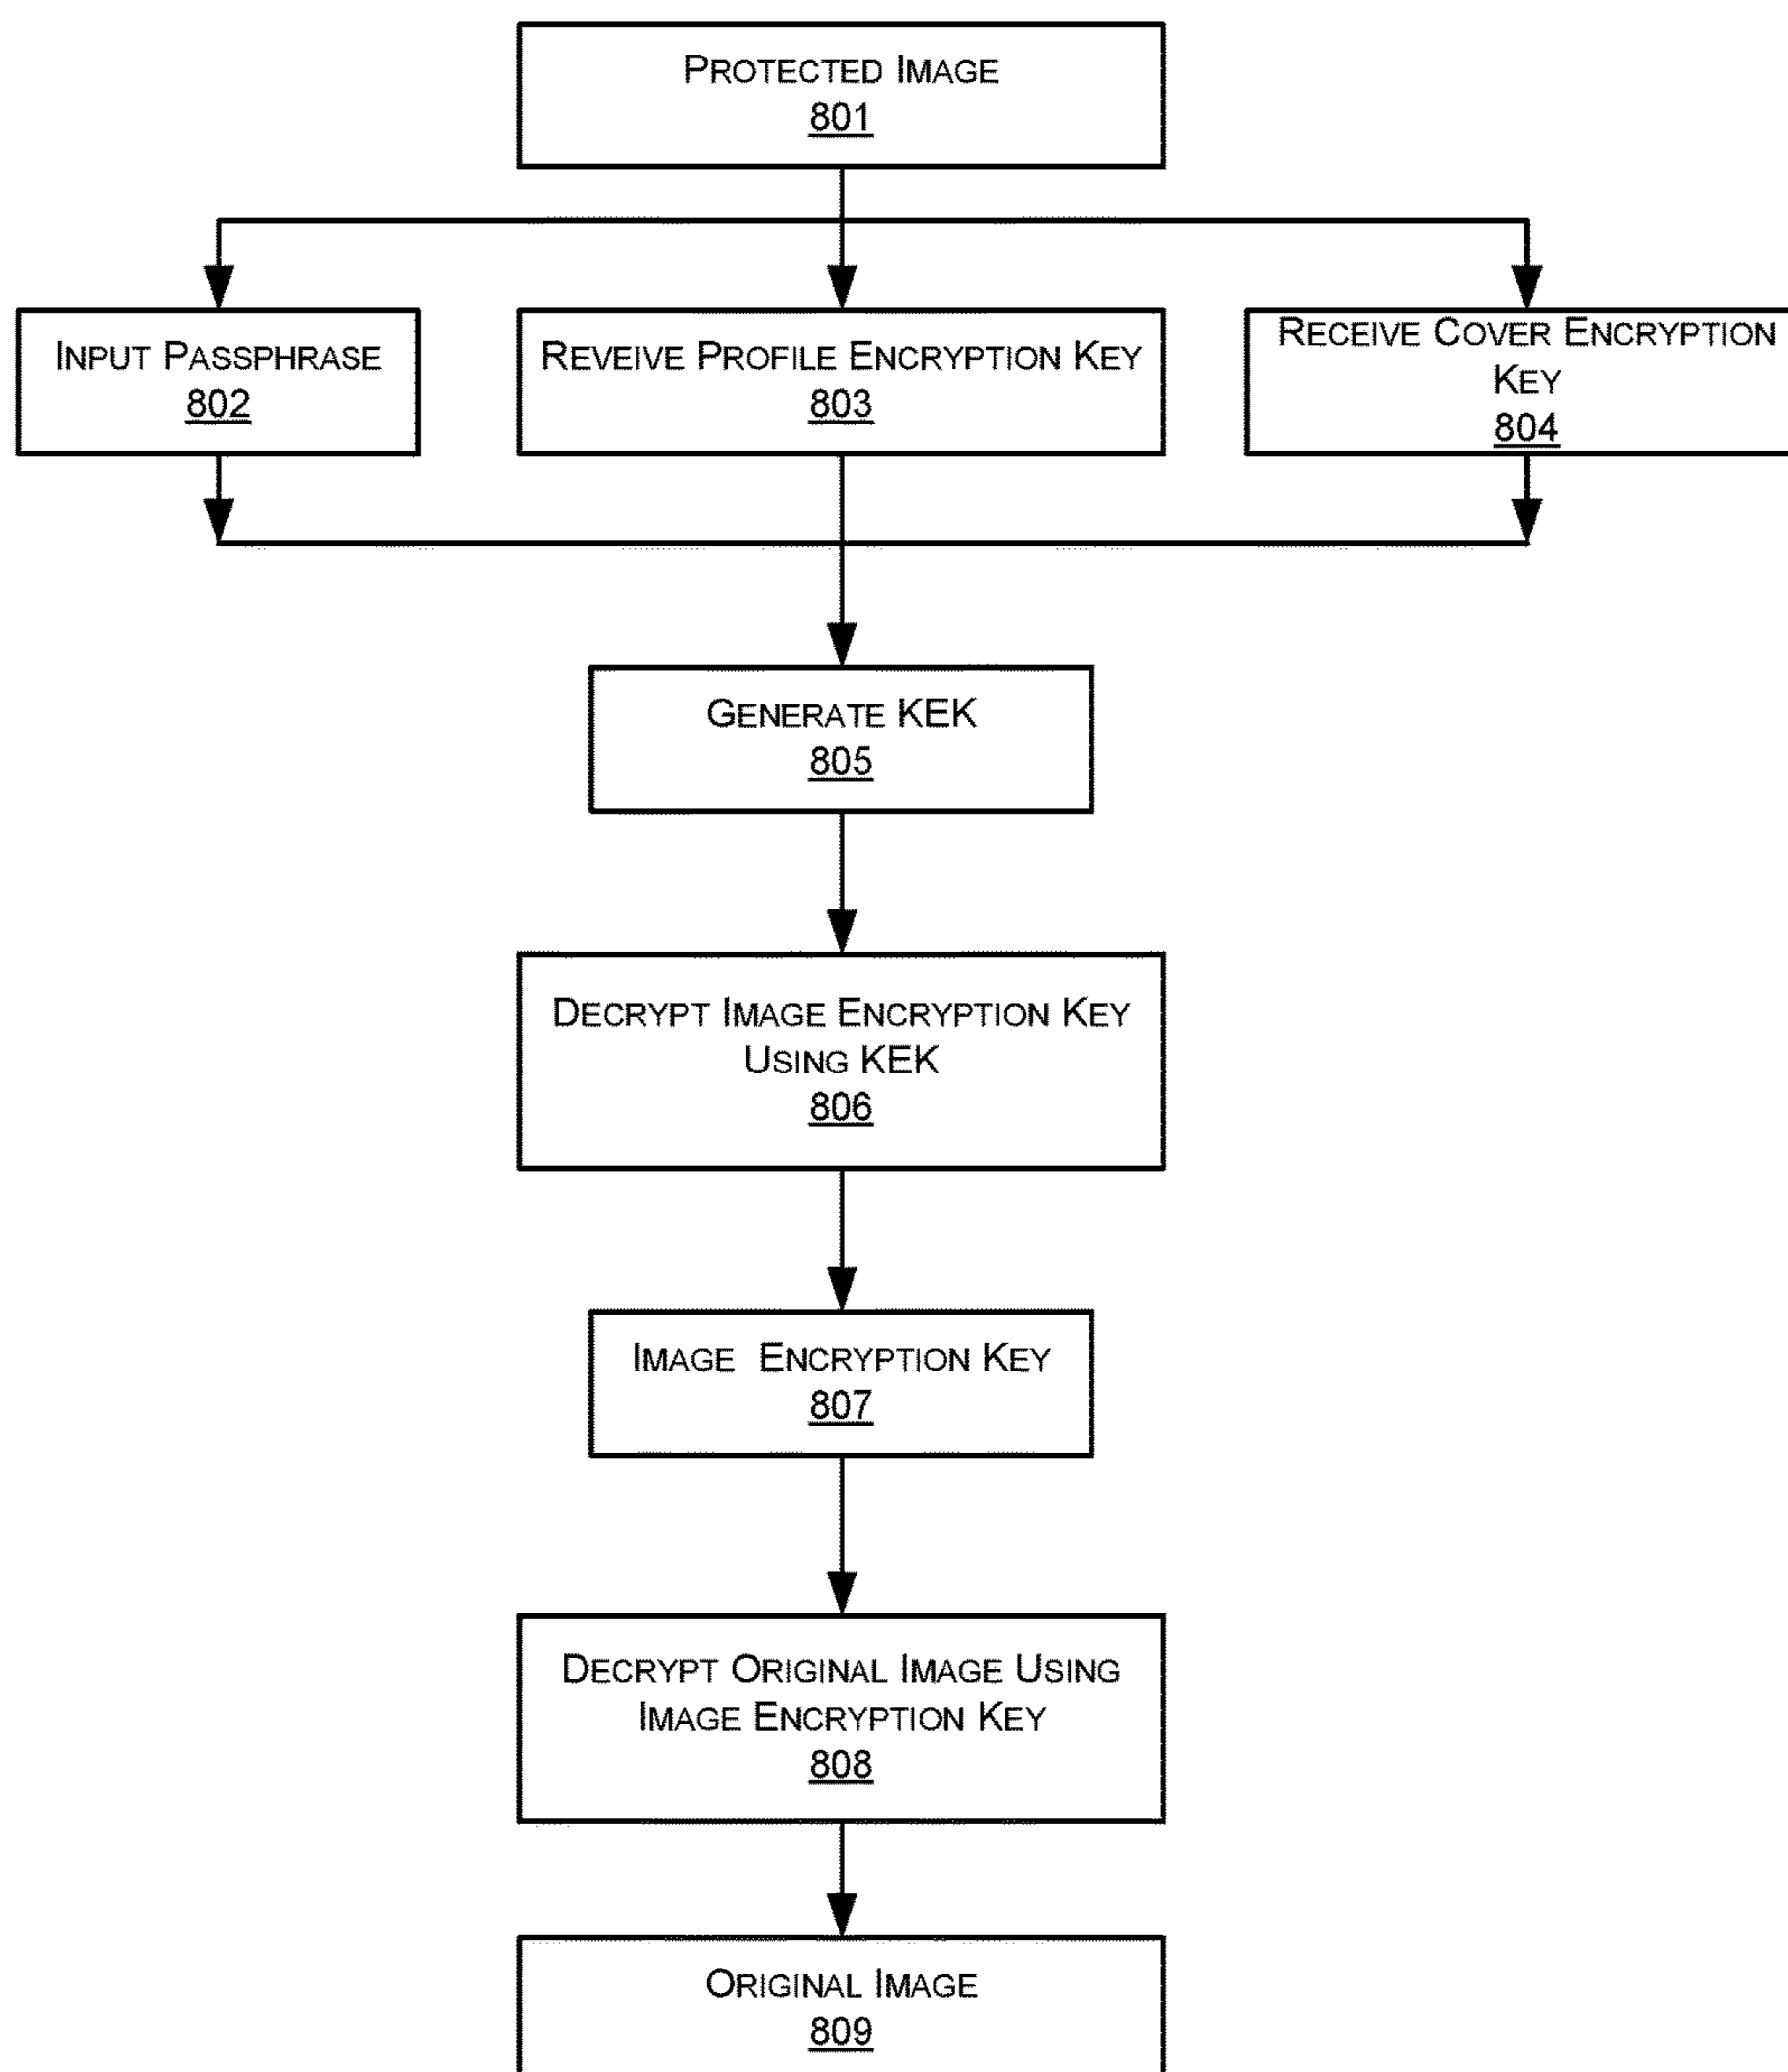 PROTECTED IMAGE
801
INPUT PASSPHRASE
802
REVEIVE PROFILE ENCRYPTION KEY
803
RECEIVE COVER ENCRYPTION
KEY
804
GENERATE KEK
805
DECRYPT IMAGE ENCRYPTION KEY
USING KEK
806
IMAGE ENCRYPTION KEY
807
DECRYPT ORIGINAL IMAGE USING
IMAGE ENCRYPTION KEY
808
ORIGINAL IMAGE
809